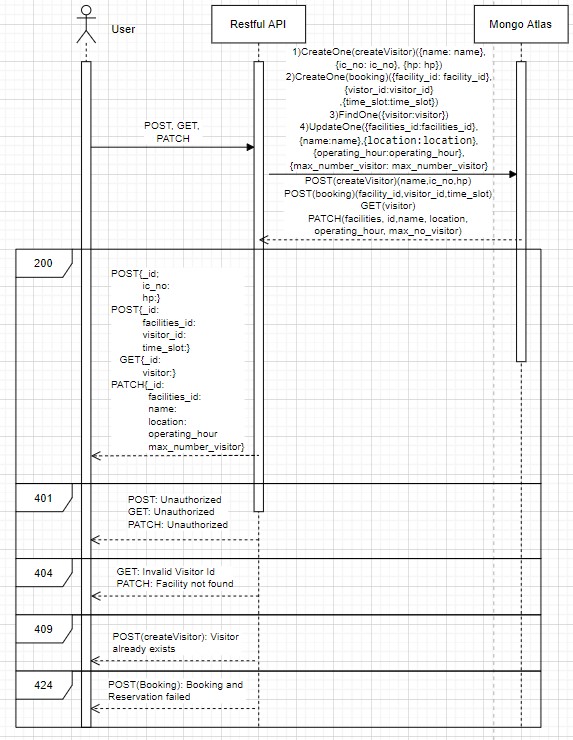 User
Restful API
Mongo Atlas
1)CreateOne(createVisitor)({name: name},
{ic_no: ic_no}, {hp: hp})
2)CreateOne(booking)({facility_id: facility_id},
{vistor_id:visitor_id}
,{time_slot:time_slot})
3)FindOne({visitor:visitor})
4)UpdateOne({facilities_id:facilities_id},
{name:name},{location:location},
{operating_hour:operating_hour},
{max_number_visitor: max_number_visitor}
POST, GET,
PATCH
POST(createVisitor)(name,ic,no,hp)
POST(booking)(facility_id,visitor_id,time_slot)
GET(visitor)
PATCH(facilities, id,name, location,
operating_hour, max_no_visitor)
200
POST{_id;
ic_no:
hp:}
POST{_id:
facilities_id:
visitor_id:
time_slot:}
GET{_id:
visitor:}
PATCH{_id:
facilities_id:
name:
location:
operating_hour
max_number_visitor}
401
POST: Unauthorized
GET: Unauthorized
PATCH: Unauthorized
404
GET: Invalid Visitor Id
PATCH: Facility not found
409
POST(createVisitor): Visitor
already exists
424
POST(Booking): Booking and
Reservation failed